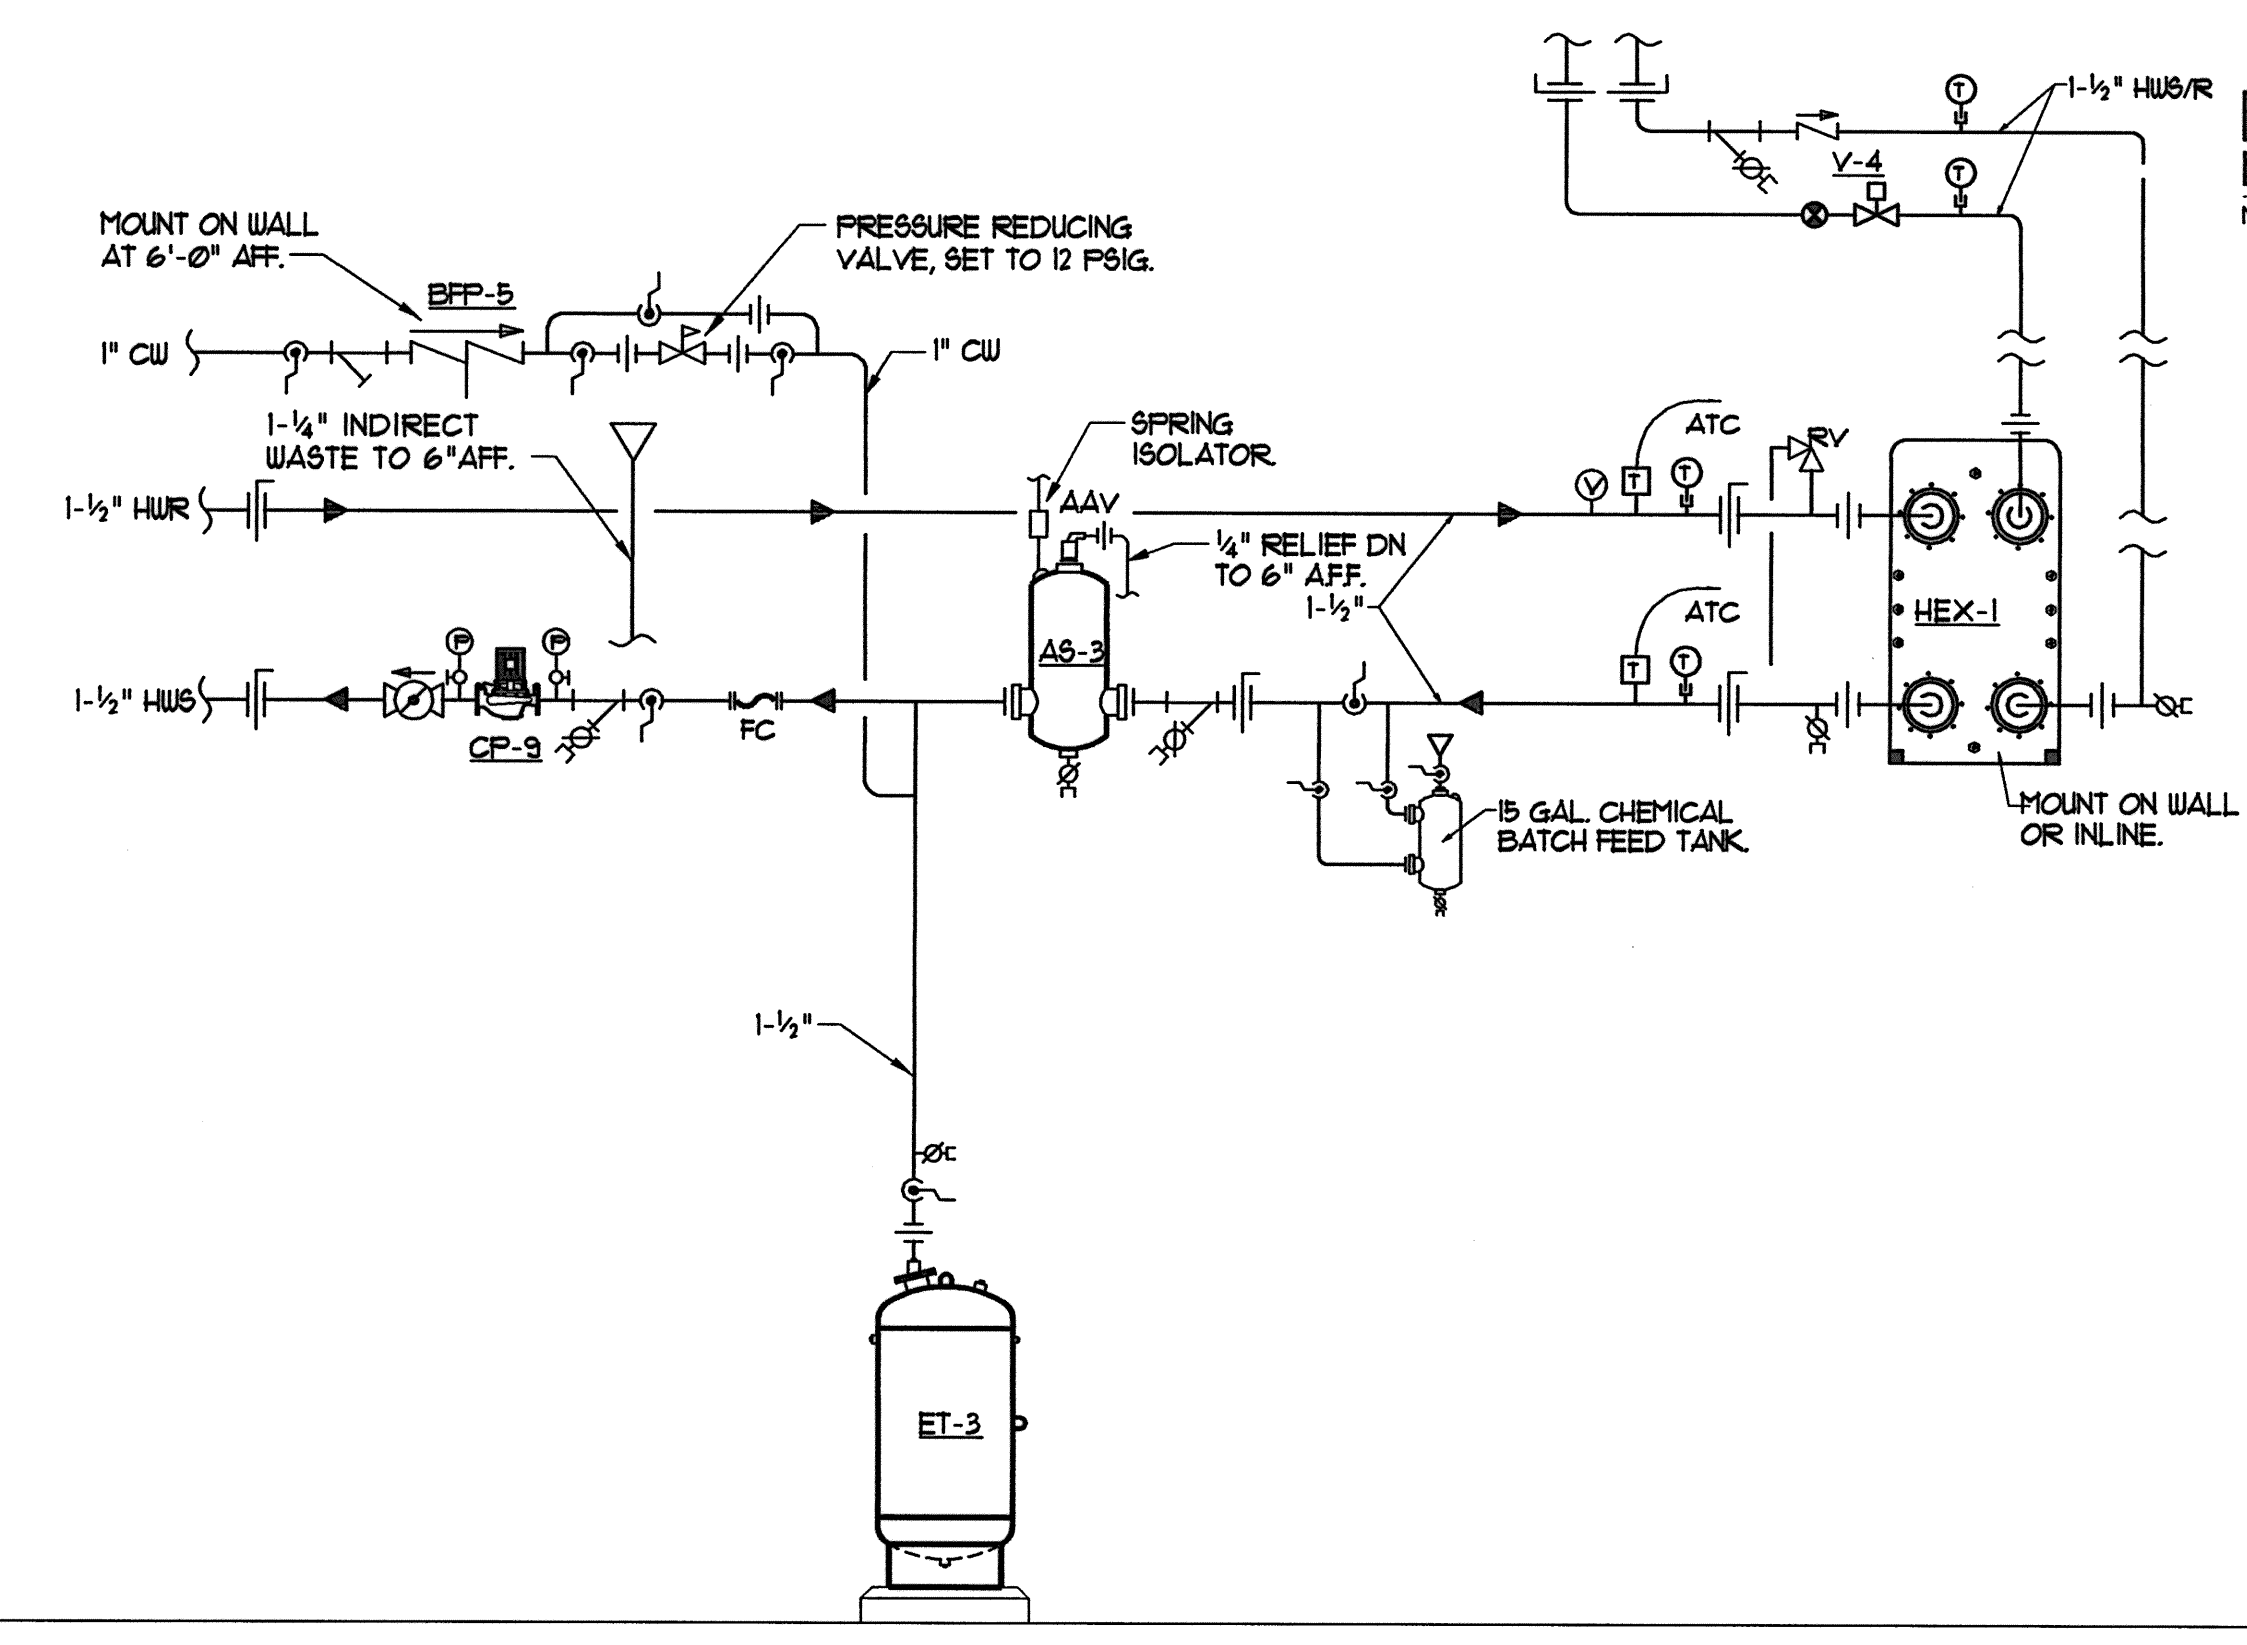 1-½" HWS/R
T
V-4
T
MOUNT ON WALL
AT 6'-0" AFF.
BFP-5
PRESSURE REDUCING
VALVE, SET TO 12 PSIG.
1" CW
1" CW
1-¼" INDIRECT
WASTE TO 6" AFF.
SPRING
ISOLATOR.
AAV
ATC
RV
1-½" HWR
V
T
T
¼" RELIEF DN
TO 6" A.F.F.
1-½"
ATC
HEX-1
P
P
AS-3
T
T
1-½" HWS
FC
CP-9
15 GAL. CHEMICAL
BATCH FEED TANK.
MOUNT ON WALL
OR INLINE.
1-½"
ET-3